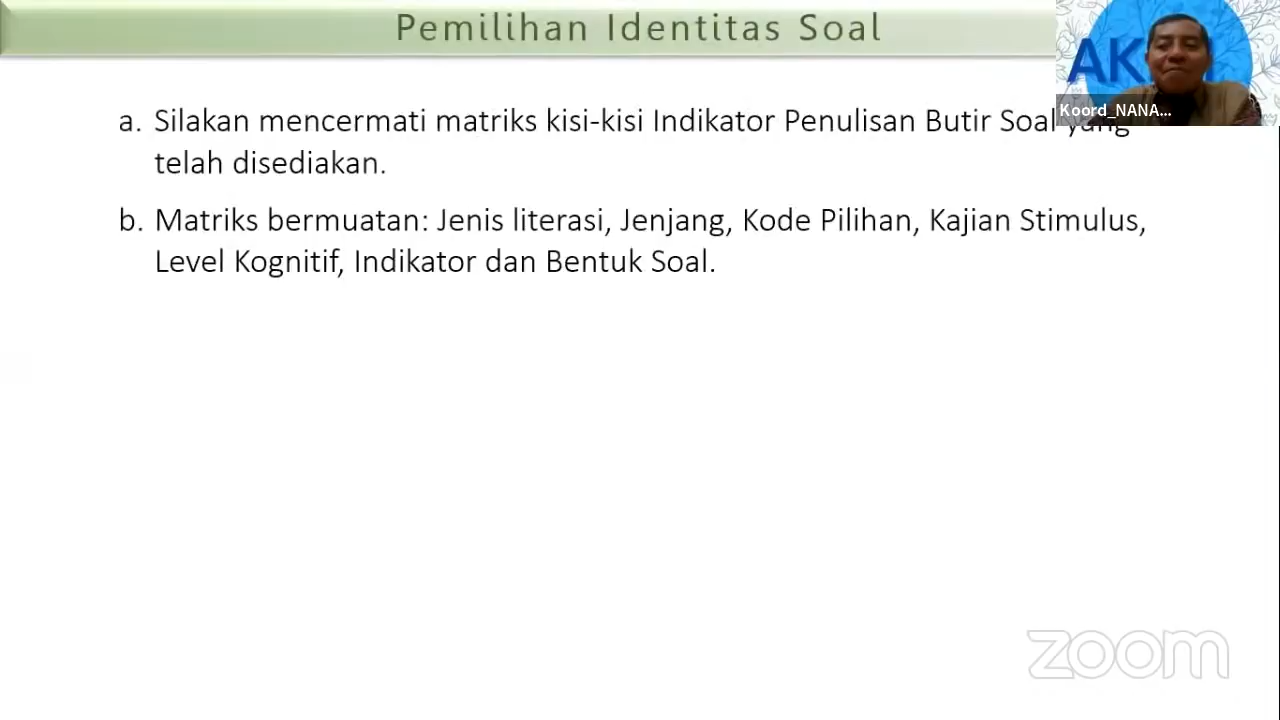 Pemilihan Identitas Soal
a. Silakan mencermati matriks kisi-kisi Indikator Penulisan Butir Soal yang
telah disediakan.
b. Matriks bermuatan: Jenis literasi, Jenjang, Kode Pilihan, Kajian Stimulus,
Level Kognitif, Indikator dan Bentuk Soal.
AK
Koord_NANA...
zoom